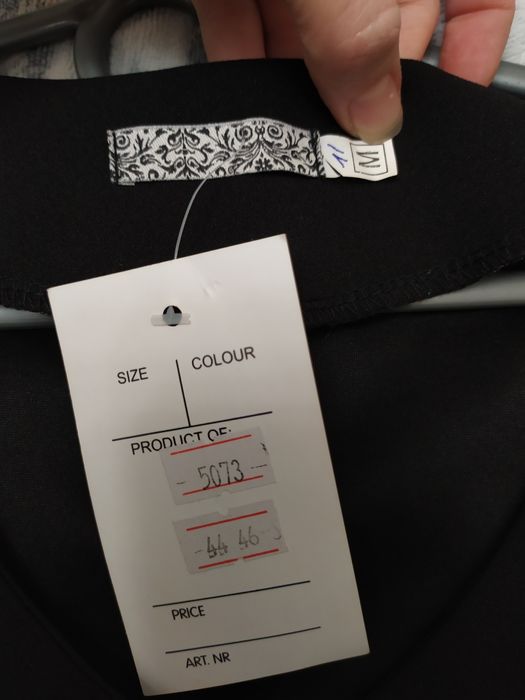 11
M
SIZE
COLOUR
PRODUCT OF:
- 5073 -
- 44 46
PRICE
ART. NR